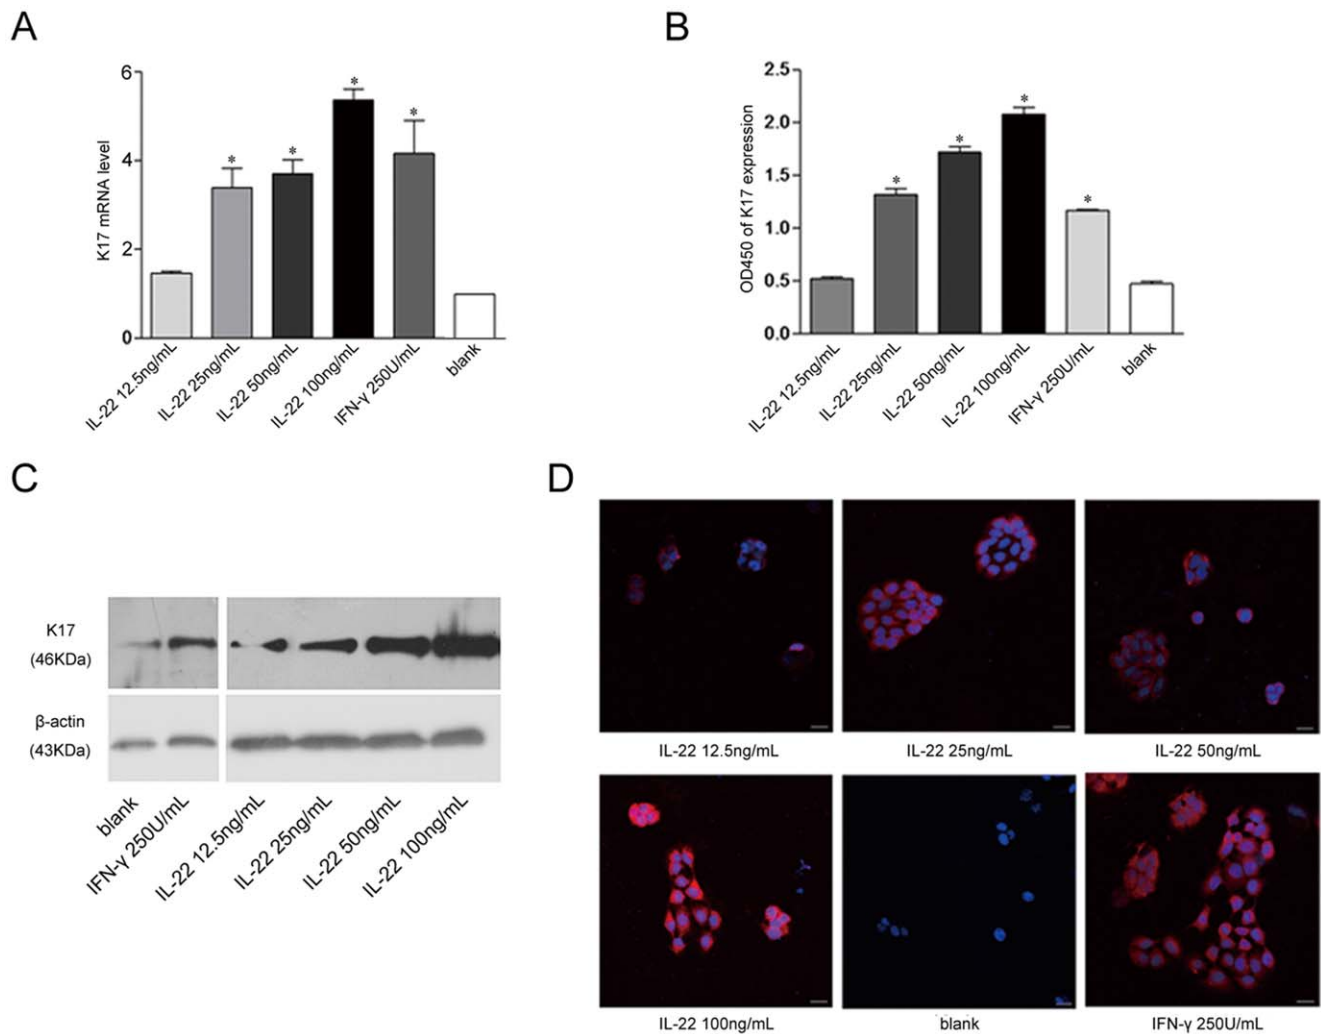 A
6
4
2
0
K17 mRNA level
*
*
*
*
IL-22 12.5ng/mL
IL-22 25ng/mL
IL-22 50ng/mL
IL-22 100ng/mL
IFN-γ 250U/mL
blank
B
2.5
2.0
1.5
1.0
0.5
0.0
OD450 of K17 expression
*
*
*
*
IL-22 12.5ng/mL
IL-22 25ng/mL
IL-22 50ng/mL
IL-22 100ng/mL
IFN-γ 250U/mL
blank
C
K17
(46KDa)
β-actin
(43KDa)
blank
IFN-γ 250U/mL
IL-22 12.5ng/mL
IL-22 25ng/mL
IL-22 50ng/mL
IL-22 100ng/mL
D
IL-22 12.5ng/mL
IL-22 25ng/mL
IL-22 50ng/mL
IL-22 100ng/mL
blank
IFN-γ 250U/mL